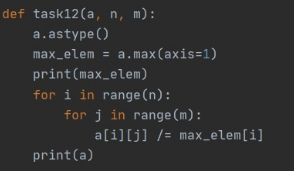 def task12(a, n, m):
    a.astype()
    max_elem = a.max(axis=1)
    print(max_elem)
    for i in range(n):
        for j in range(m):
            a[i][j] /= max_elem[i]
    print(a)